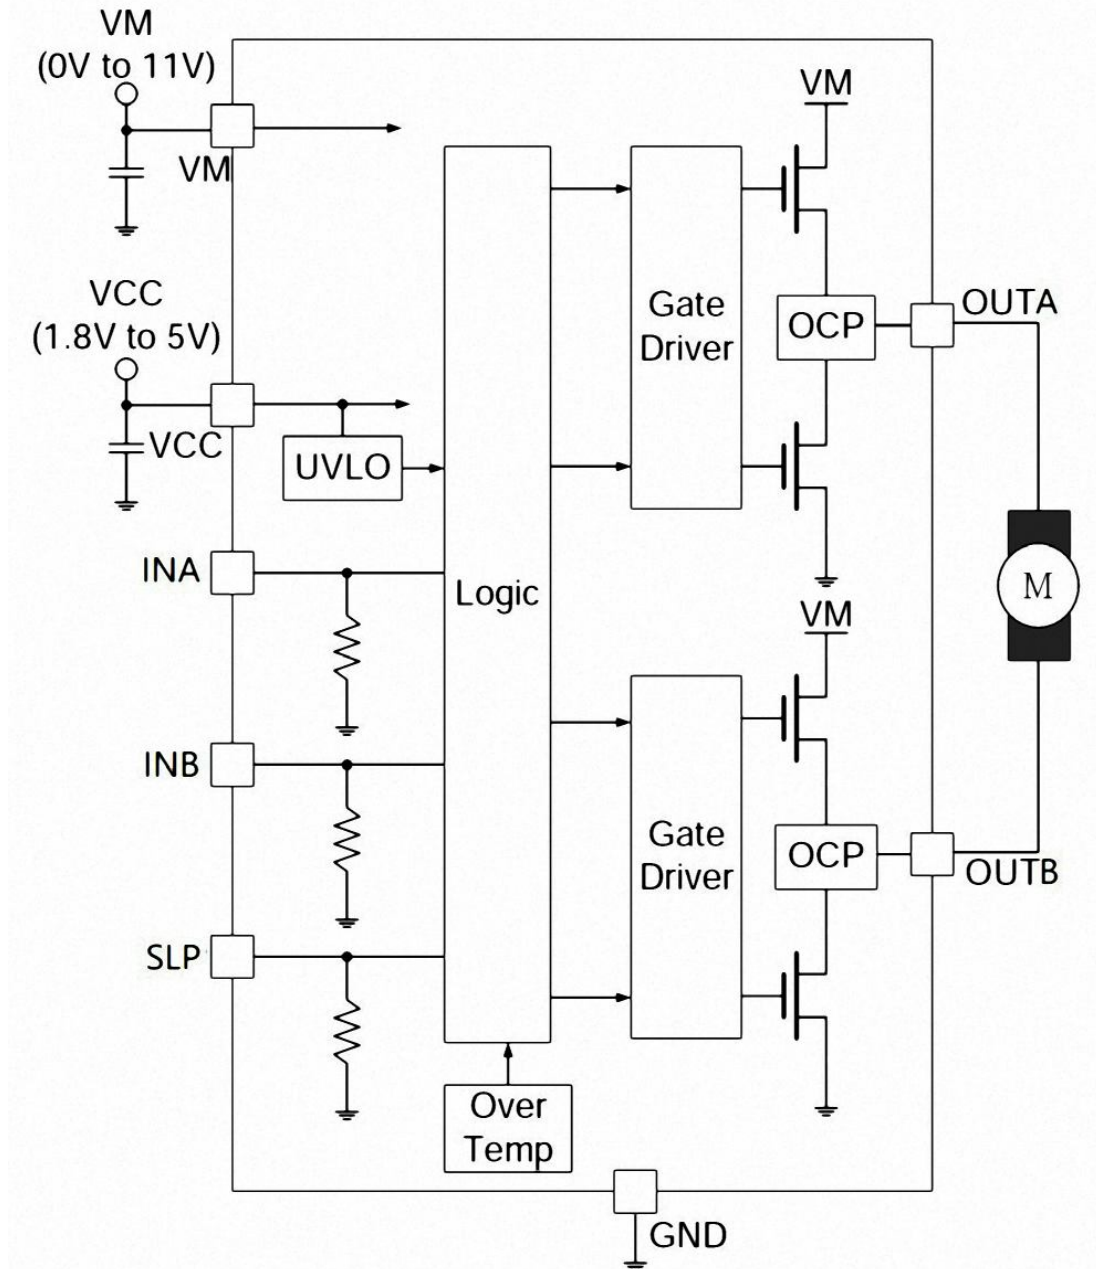 VM
(0V to 11V)
VM
VM
VCC
(1.8V to 5V)
VCC
UVLO
Gate
Driver
OCP
OUTA
INA
Logic
M
VM
INB
Gate
Driver
OCP
OUTB
SLP
Over
Temp
GND